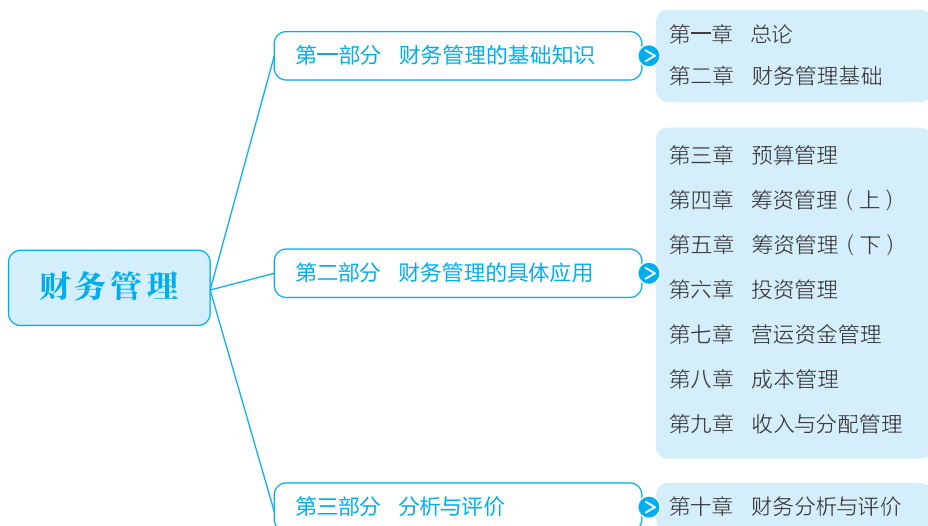 财务管理
第一部分 财务管理的基础知识
第一章 总论
第二章 财务管理基础
第二部分 财务管理的具体应用
第三章 预算管理
第四章 筹资管理（上）
第五章 筹资管理（下）
第六章 投资管理
第七章 营运资金管理
第八章 成本管理
第九章 收入与分配管理
第三部分 分析与评价
第十章 财务分析与评价